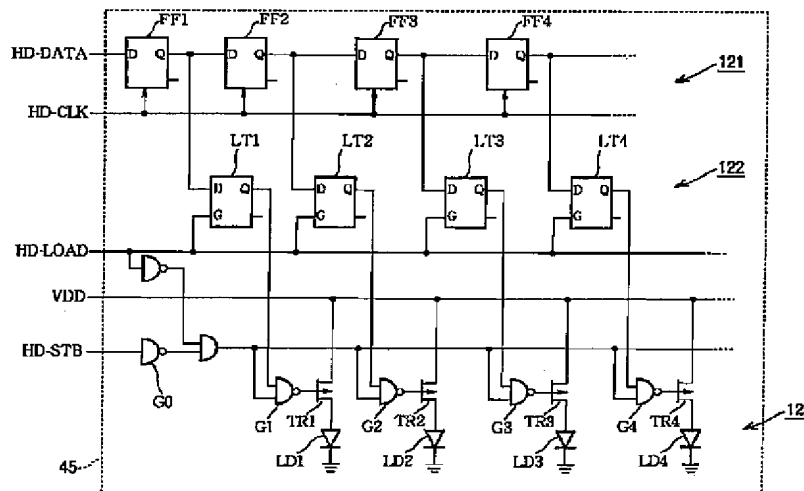 FF1 FF2 FF3 FF4
HD-DATA D Q D Q D Q D Q
121
HD-CLK
LT1 LT2 LT3 LT4
122
D Q D Q D Q D Q
G G G G
HD-LOAD
VDD
HD-STB
G0
G1 TR1 G2 TR2 G3 TR3 G4 TR4
12
LD1 LD2 LD3 LD4
45